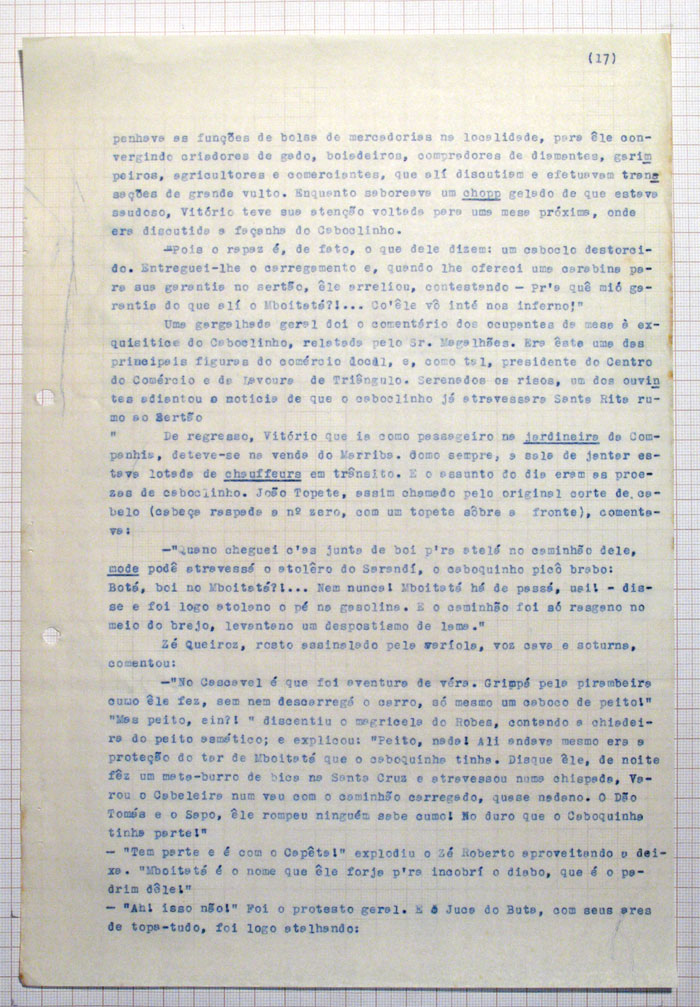 (17)
penhava as funções de bolsa de mercadorias na localidade, para êle con-
vergindo criadores de gado, boiadeiros, compradores de diamantes, garim
peiros, agricultores e comerciantes, que alí discutiam e efetuavam tran=
sações de grande vulto. Enquanto saboreava um chopp gelado de que estava
saudoso, Vitório teve sua atenção voltada para uma mesa próxima, onde
era discutida a façanha do Caboclinho.
-"Pois o rapaz é, de fato, o que dele dizem: um caboclo destorci-
do. Entreguei-lhe o carregamento e, quando lhe oferecí uma carabina pa-
ra sua garantia no sertão, êle arreliou, contestando - Pr'a quê mió ga-
rantia do que alí o Mboitatá?!... Co'êle vô inté nos inferno!"
Uma gargalhada geral doi o comentário dos ocupantes da mesa à ex-
quisitice do Caboclinho, relatada pelo Sr. Magalhães. Era êste uma das
principais figuras do comércio docal, e, como tal, presidente do Centro
do Comércio e da Lavoura de Triângulo. Serenados os risos, um dos ouvin
tes adiantou a noticia de que o caboclinho já atravessara Santa Rita ru-
mo ao Sertão
" De regresso, Vitório que ia como passageiro na jardineira da Com-
panhia, deteve-se na venda do Marriba. Como sempre, a sala de jantar es-
tava lotada de chauffeurs em trânsito. E o assunto do dia eram as proe-
zas de caboclinho. João Topete, assim chamado pelo original corte de ca-
belo (cabeça raspada a nº zero, com um topete sôbre a fronte), comenta-
va:
-"Quano cheguei c'as junta de boi p'ra atelá no caminhão dele,
mode podê atravessá o atolêro do Sarandí, o caboquinho picô brabo:
Botá, boi no Mboitatá?!... Nem nunca! Mboitatá há de passá, uai! - dis-
se e foi logo atolano o pé na gasolina. E o caminhão foi só rasgano no
meio do brejo, levantano um despostismo de lama."
Zé Queiroz, rosto assinalado pela varíola, voz cava e soturna,
comentou:
-"No Cascavel é que foi aventura de véra. Grimpá pela pirambeira
cumo êle fez, sem nem descarregá o carro, só mesmo um caboco de peito!"
"Mas peito, ein?! " discentiu o magricela do Robes, contando a chiadei-
ra do peito asmático; e explicou: "Peito, nada! Ali andava mesmo era a
proteção do tar de Mboitatá que o caboquinha tinha. Disque êle, de noite
fêz um mata-burro de bica na Santa Cruz e atravessou numa chispada, Va-
rou o Cabeleira num vau com o caminhão carregado, quase nadano. O Dão
Tomás e o Sapo, êle rompeu ninguém sabe cumo! No duro que o Caboquinha
tinha parte!"
- "Tem parte e é com o Capêta!" explodiu o Zé Roberto aproveitando a dei-
xa. "Mboitatá é o nome que êle forja p'ra incobrí o diabo, que é o pa-
drim dêle!"
- "Ah! isso não!" Foi o protesto geral. E o Juca do Buta, com seus ares
de topa-tudo, foi logo atalhando: